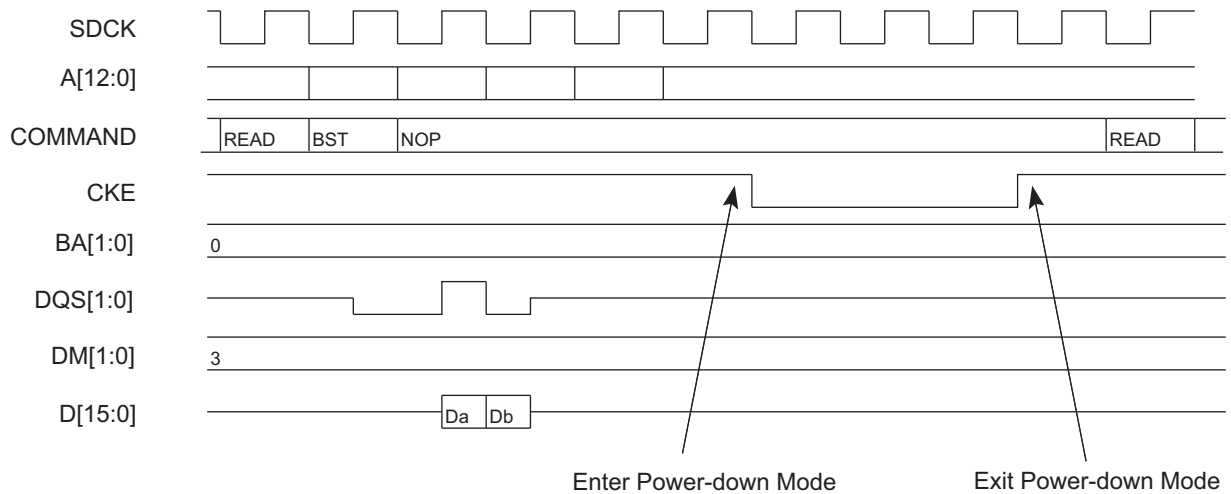 SDCK
A[12:0]
COMMAND READ BST NOP READ
CKE
BA[1:0] 0
DQS[1:0]
DM[1:0] 3
D[15:0] Da Db
Enter Power-down Mode Exit Power-down Mode